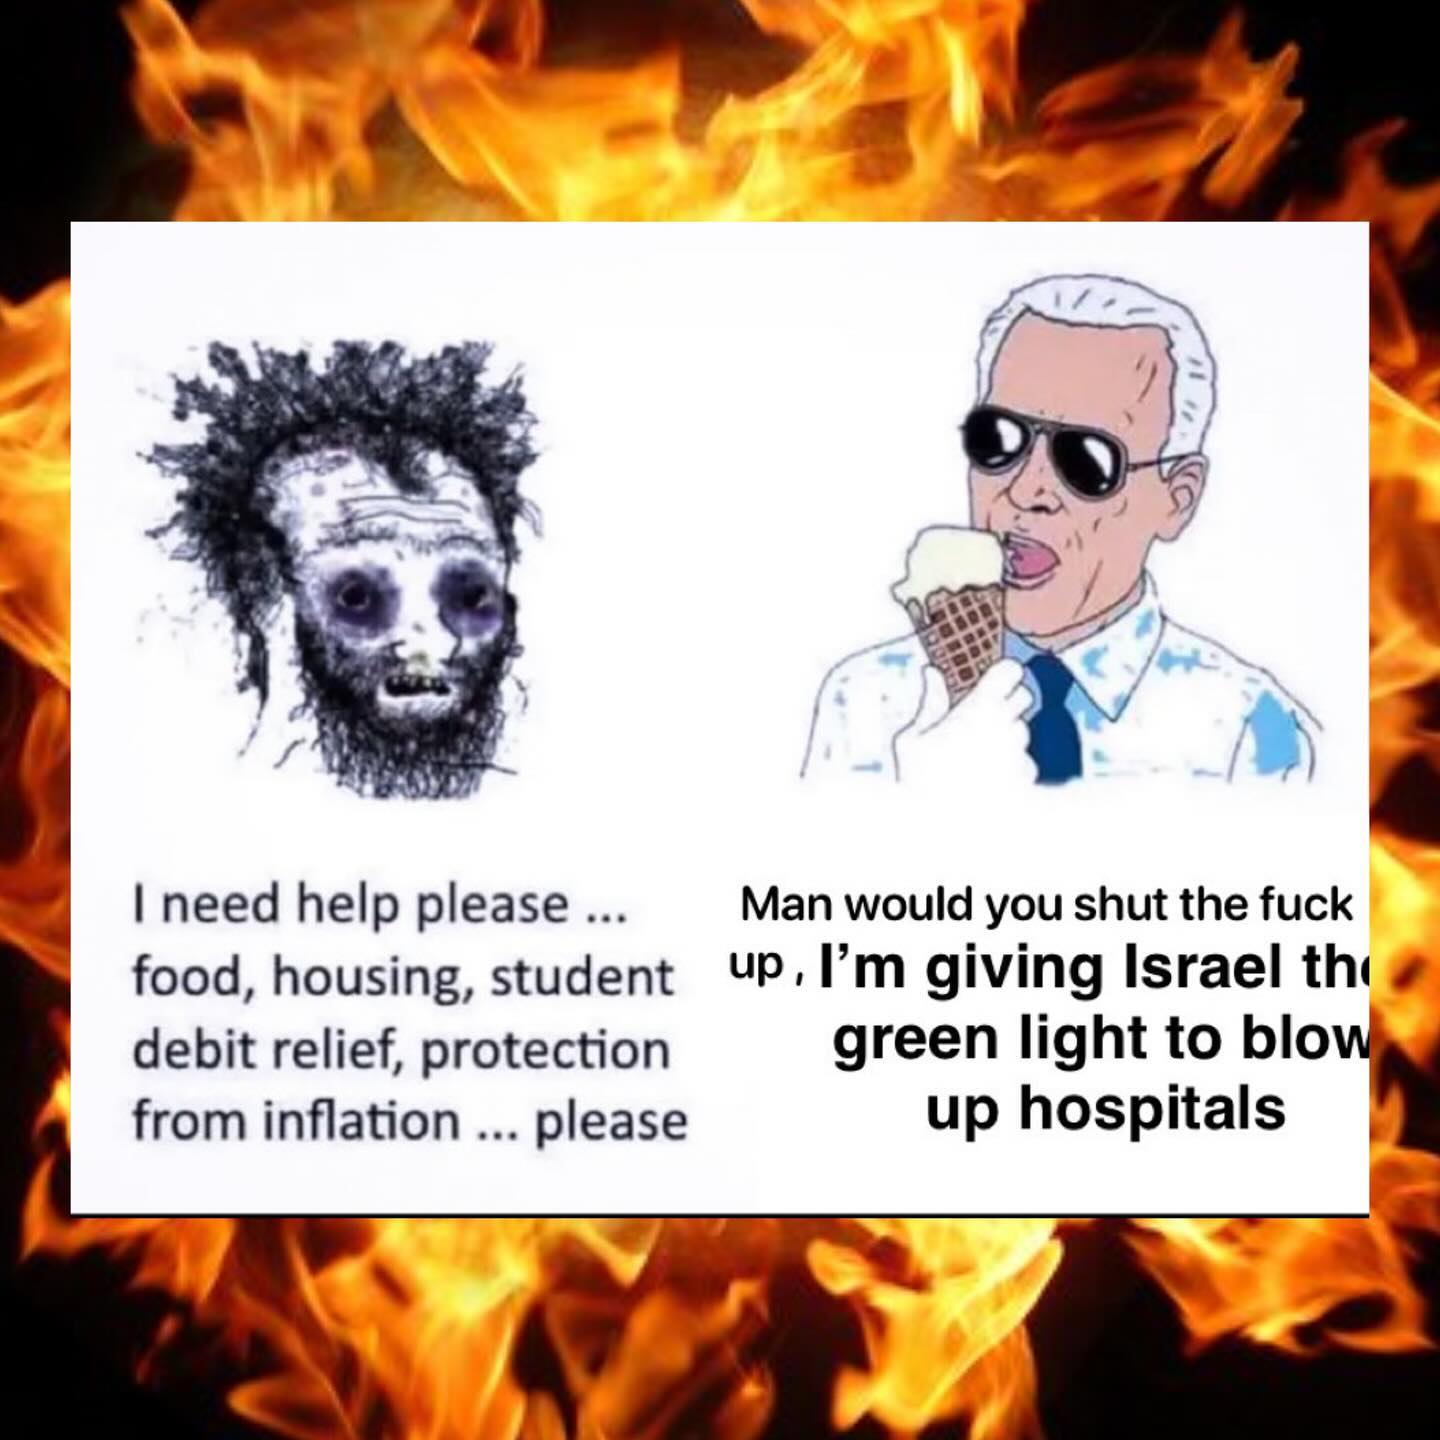 I need help please ...
food, housing, student
debit relief, protection
from inflation ... please
Man would you shut the fuck
up, I'm giving Israel the
green light to blow
up hospitals